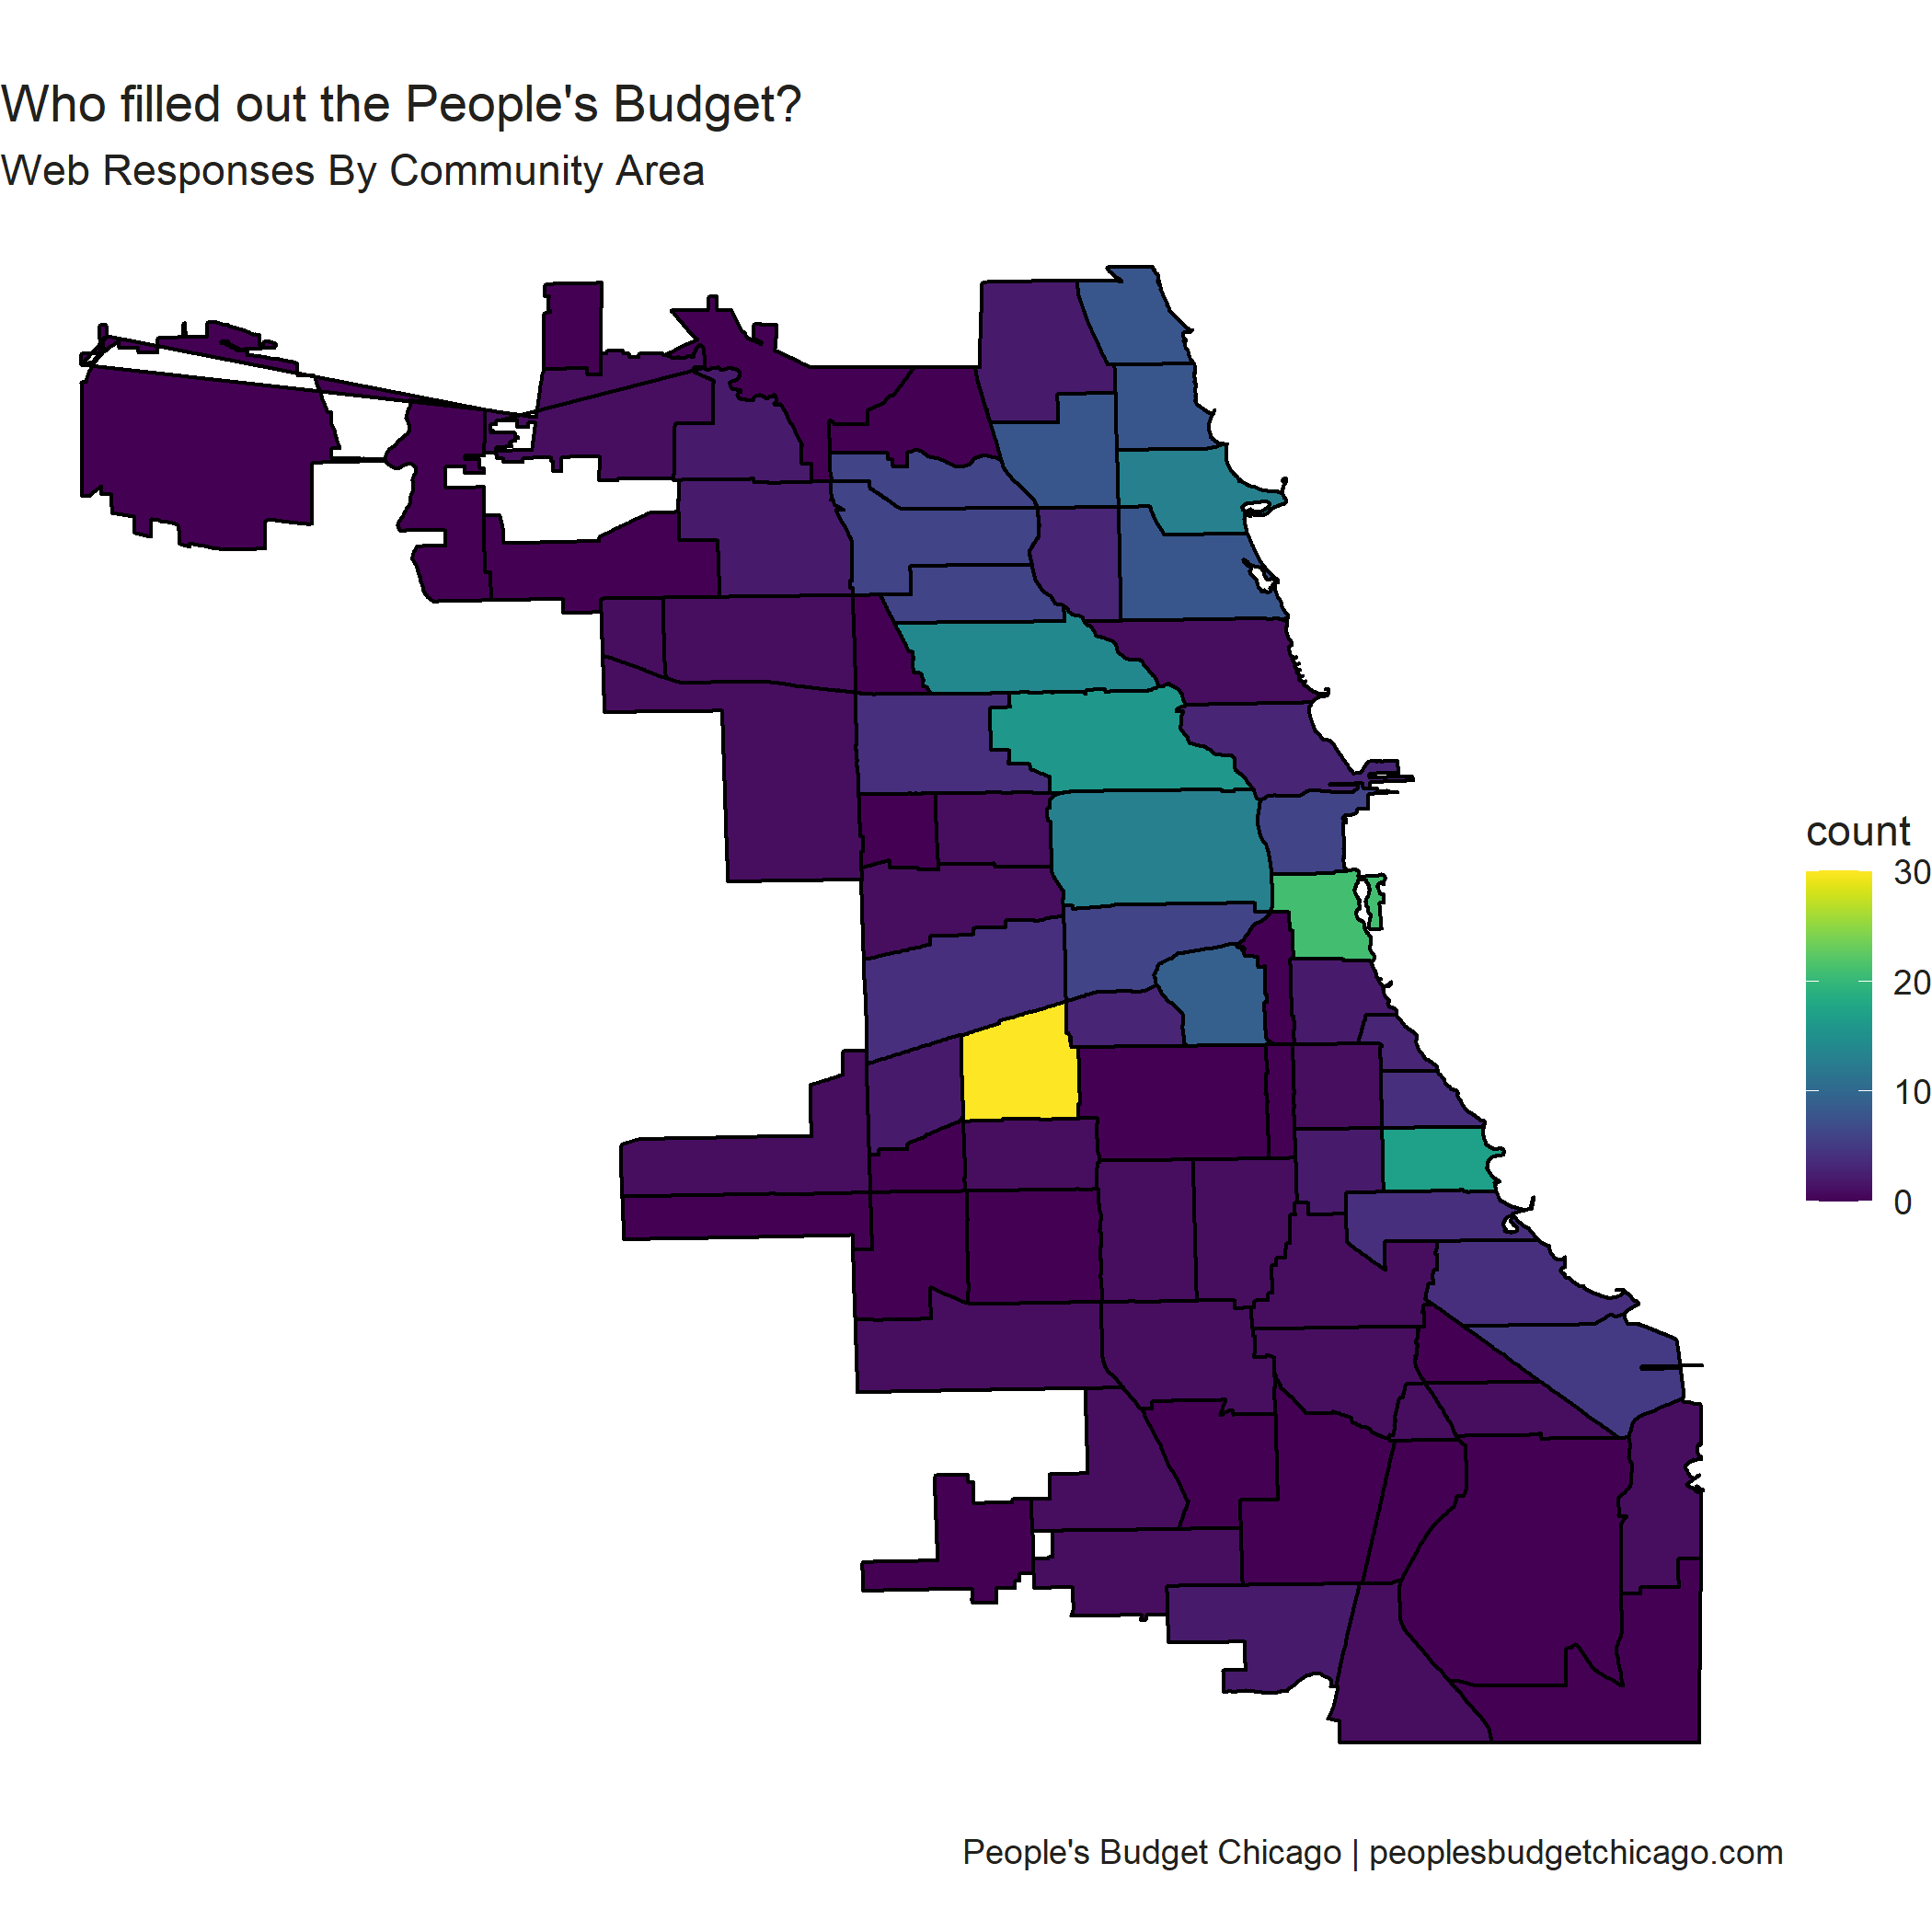 Who filled out the People's Budget?
Web Responses By Community Area
count
30
20
10
0
People's Budget Chicago | peoplesbudgetchicago.com